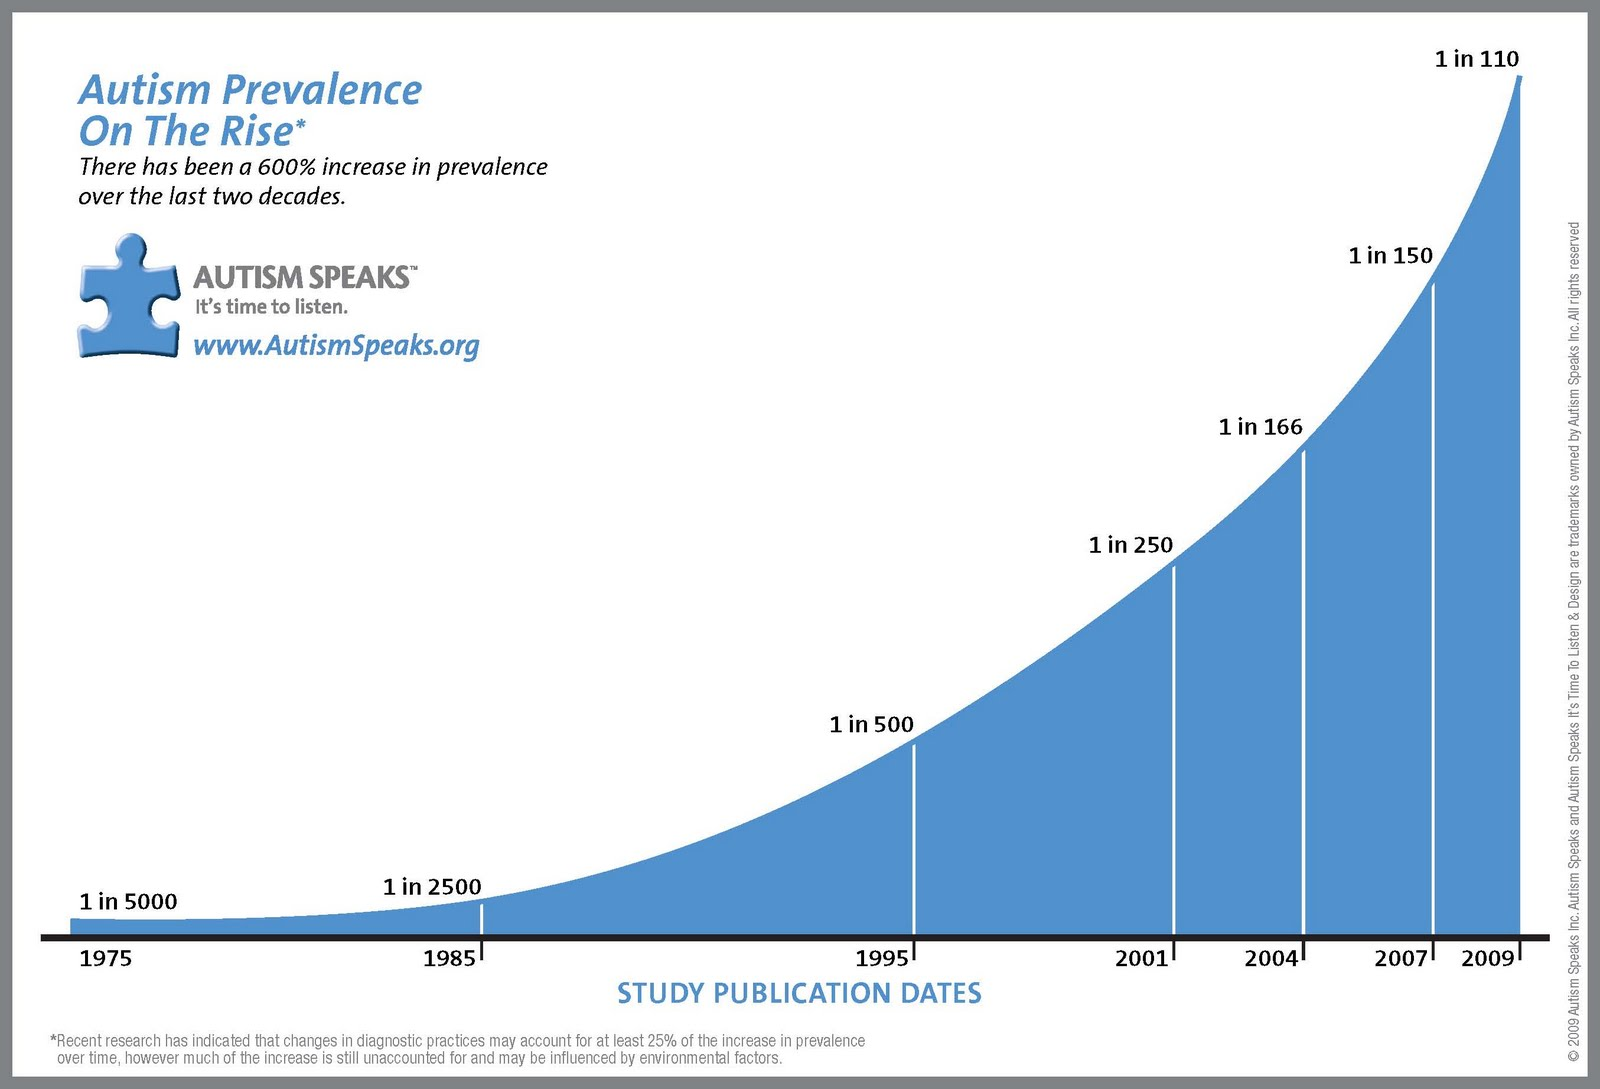 Autism Prevalence
On The Rise*
There has been a 600% increase in prevalence
over the last two decades.
AUTISM SPEAKS™
It's time to listen.
www.AutismSpeaks.org
1 in 5000
1 in 2500
1 in 500
1 in 250
1 in 166
1 in 150
1 in 110
1975
1985
1995
2001
2004
2007
2009
STUDY PUBLICATION DATES
*Recent research has indicated that changes in diagnostic practices may account for at least 25% of the increase in prevalence
over time, however much of the increase is still unaccounted for and may be influenced by environmental factors.
© 2009 Autism Speaks Inc. Autism Speaks and Autism Speaks It's Time To Listen & Design are trademarks owned by Autism Speaks Inc. All rights reserved